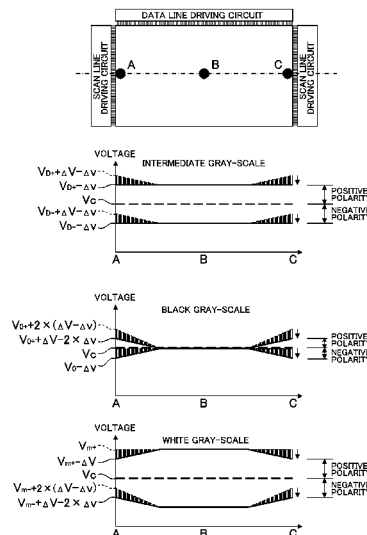 DATA LINE DRIVING CIRCUIT
SCAN LINE
DRIVING CIRCUIT
A
B
C
SCAN LINE
DRIVING CIRCUIT
VOLTAGE
INTERMEDIATE GRAY-SCALE
VD++ΔV-Δv
VD+-Δv
VC
VD-+ΔV-Δv
VD--Δv
POSITIVE
POLARITY
NEGATIVE
POLARITY
A
B
C
VOLTAGE
BLACK GRAY-SCALE
V0++2×(ΔV-Δv)
V0++ΔV-2×Δv
VC
V0-Δv
POSITIVE
POLARITY
NEGATIVE
POLARITY
A
B
C
VOLTAGE
WHITE GRAY-SCALE
Vm+
Vm+-ΔV
VC
Vm-+2×(ΔV-Δv)
Vm-+ΔV-2×Δv
POSITIVE
POLARITY
NEGATIVE
POLARITY
A
B
C